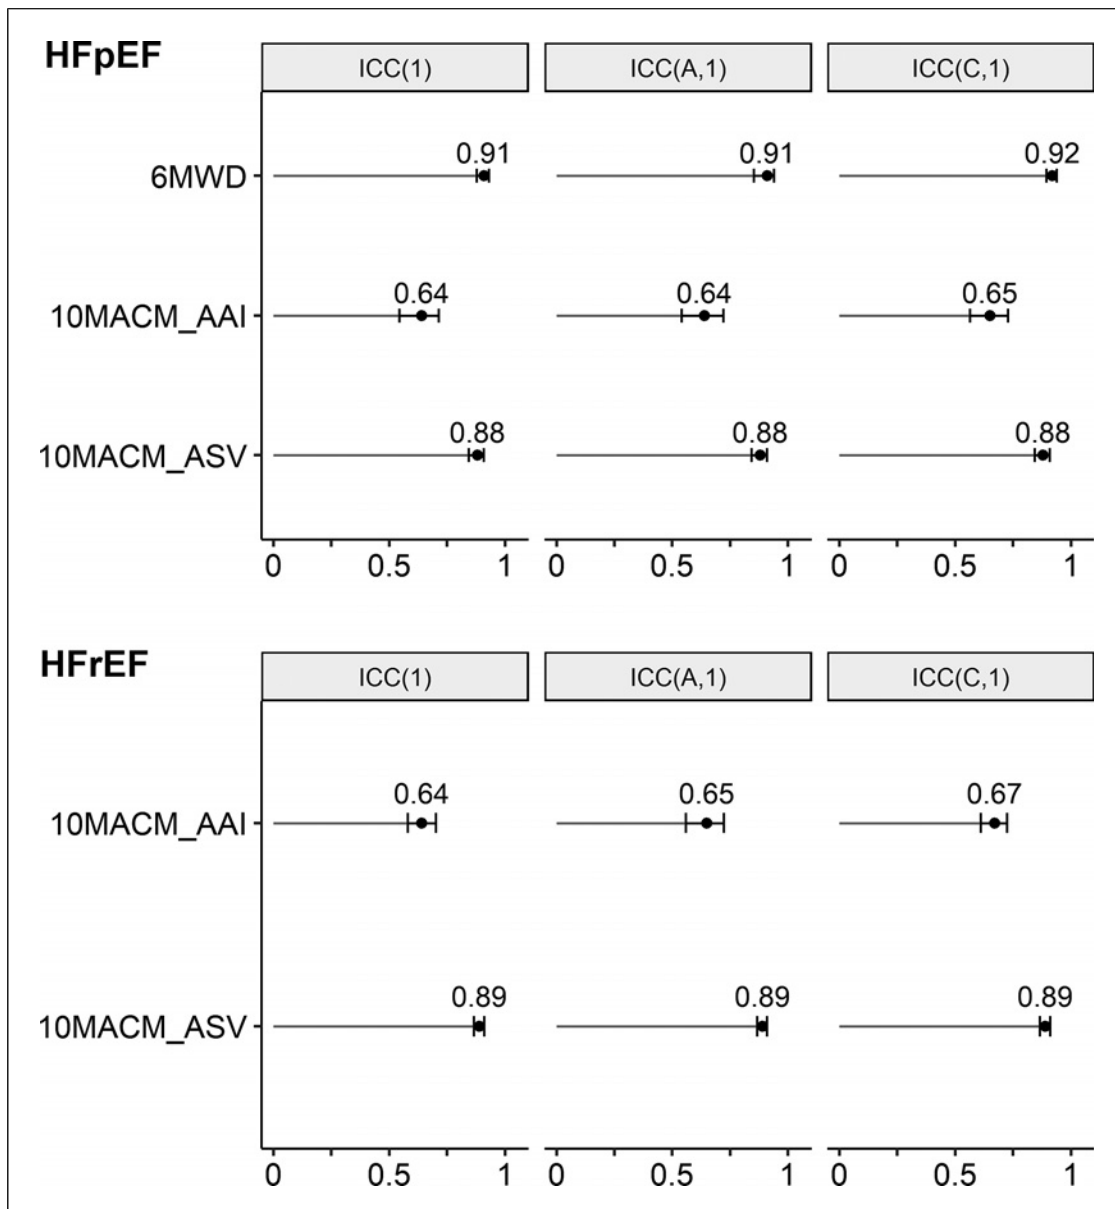 HFpEF
ICC(1) ICC(A,1) ICC(C,1)
6MWD 0.91 0.91 0.92
10MACM_AAI 0.64 0.64 0.65
10MACM_ASV 0.88 0.88 0.88
0 0.5 1 0 0.5 1 0 0.5 1
HFrEF
ICC(1) ICC(A,1) ICC(C,1)
10MACM_AAI 0.64 0.65 0.67
10MACM_ASV 0.89 0.89 0.89
0 0.5 1 0 0.5 1 0 0.5 1